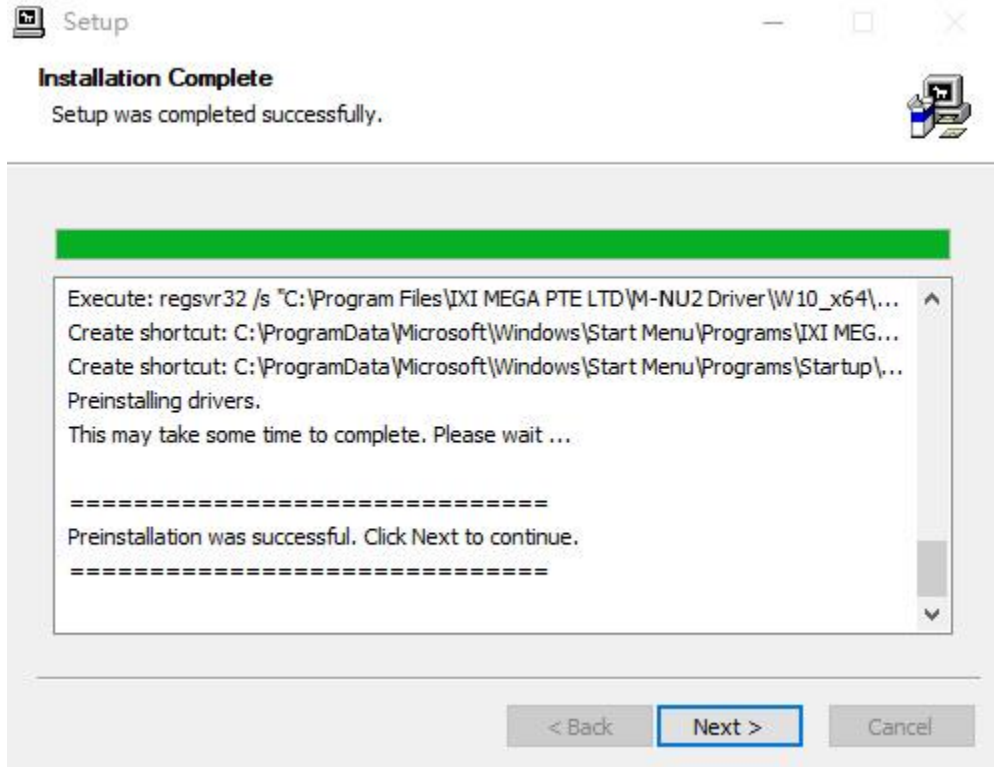 Setup
Installation Complete
Setup was completed successfully.
Execute: regsvr32 /s "C:\Program Files\IXI MEGA PTE LTD\M-NU2 Driver\W10_x64\...
Create shortcut: C:\ProgramData\Microsoft\Windows\Start Menu\Programs\IXI MEG...
Create shortcut: C:\ProgramData\Microsoft\Windows\Start Menu\Programs\Startup\...
Preinstalling drivers.
This may take some time to complete. Please wait ...
==============================
Preinstallation was successful. Click Next to continue.
==============================
< Back Next > Cancel